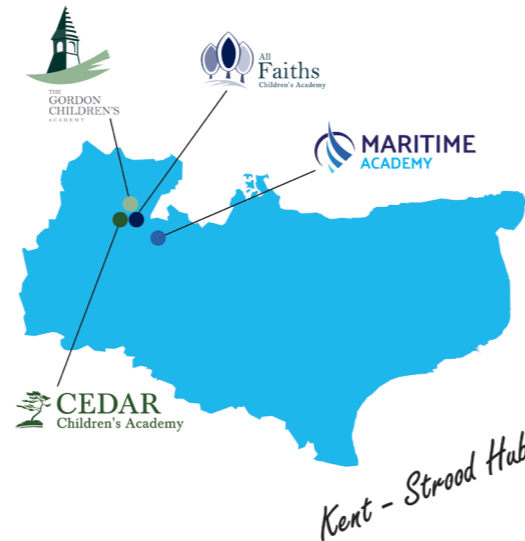 THE
GORDON
CHILDREN'S
ACADEMY
All
Faiths
Children's Academy
MARITIME
ACADEMY
CEDAR
Children's Academy
Kent - Strood Hub